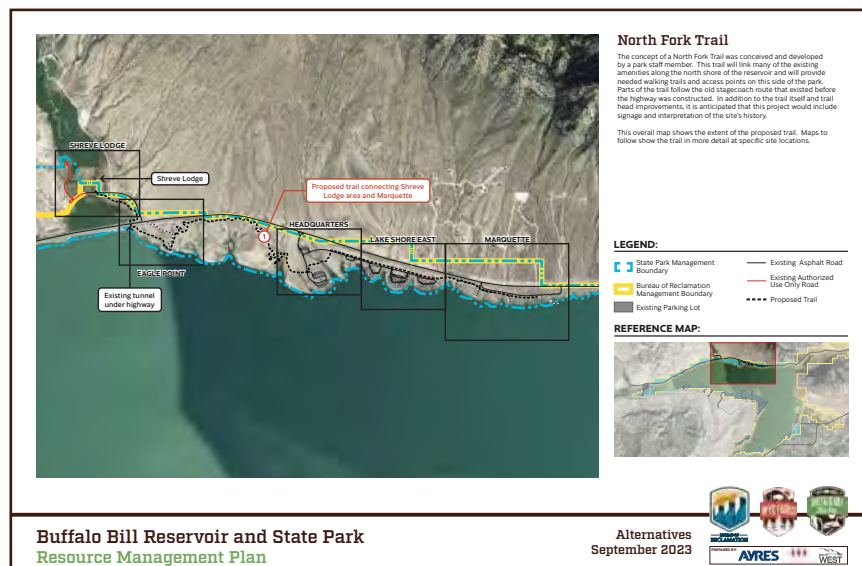 North Fork Trail
The concept of a North Fork Trail was conceived and developed
by a park staff member. This trail will link many of the existing
amenities along the north shore of the reservoir and will provide
needed walking trails and access points on this side of the park.
Parts of the trail follow the old stagecoach route that existed before
the highway was constructed. In addition to the trail itself and trail
head improvements, it is anticipated that this project would include
signage and interpretation of the site's history.
This overall map shows the extent of the proposed trail. Maps to
follow show the trail in more detail at specific site locations.
SHREVE LODGE
Shreve Lodge
Proposed trail connecting Shreve
Lodge area and Marquette
1
HEADQUARTERS
LAKE SHORE EAST
MARQUETTE
EAGLE POINT
Existing tunnel
under highway
LEGEND:
State Park Management
Boundary
Bureau of Reclamation
Management Boundary
Existing Parking Lot
Existing Asphalt Road
Existing Authorized
Use Only Road
Proposed Trail
REFERENCE MAP:
Buffalo Bill Reservoir and State Park
Resource Management Plan
Alternatives
September 2023
PREPARED BY:
AYRES
WEST